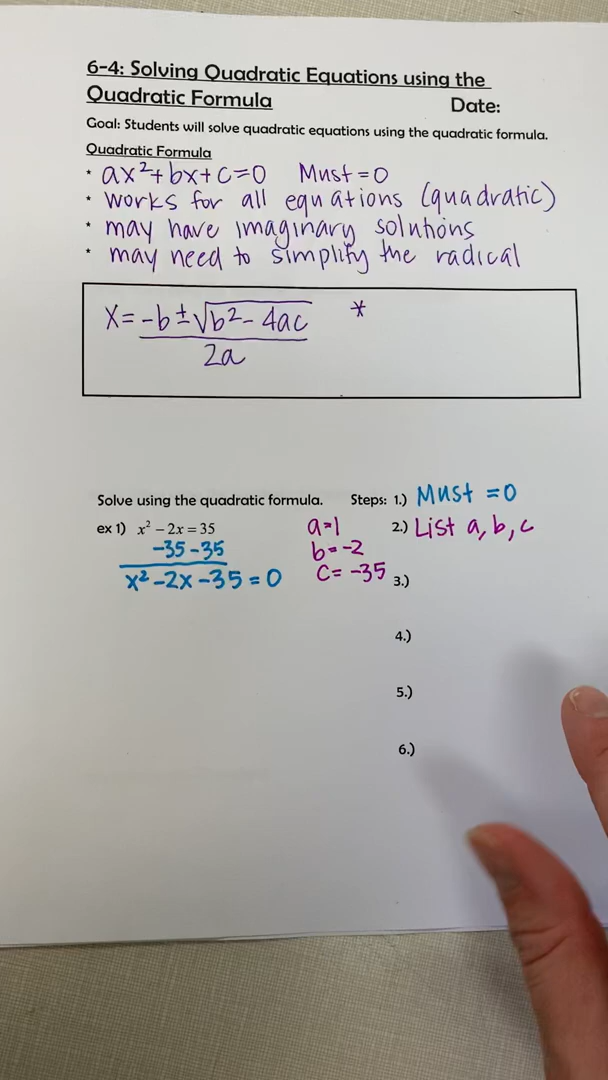 6-4: Solving Quadratic Equations using the
Quadratic Formula Date:
Goal: Students will solve quadratic equations using the quadratic formula.
Quadratic Formula
• ax²+bx+c=0 Must=0
• works for all equations (quadratic)
• may have imaginary solutions
• may need to simplify the radical
x = (-b ± √(b² - 4ac)) / 2a *
Solve using the quadratic formula. Steps: 1.) Must =0
ex 1) x² – 2x = 35 a=1 2.) List a, b, c
-35 -35 b=-2
x² -2x -35 = 0 c= -35 3.)
4.)
5.)
6.)